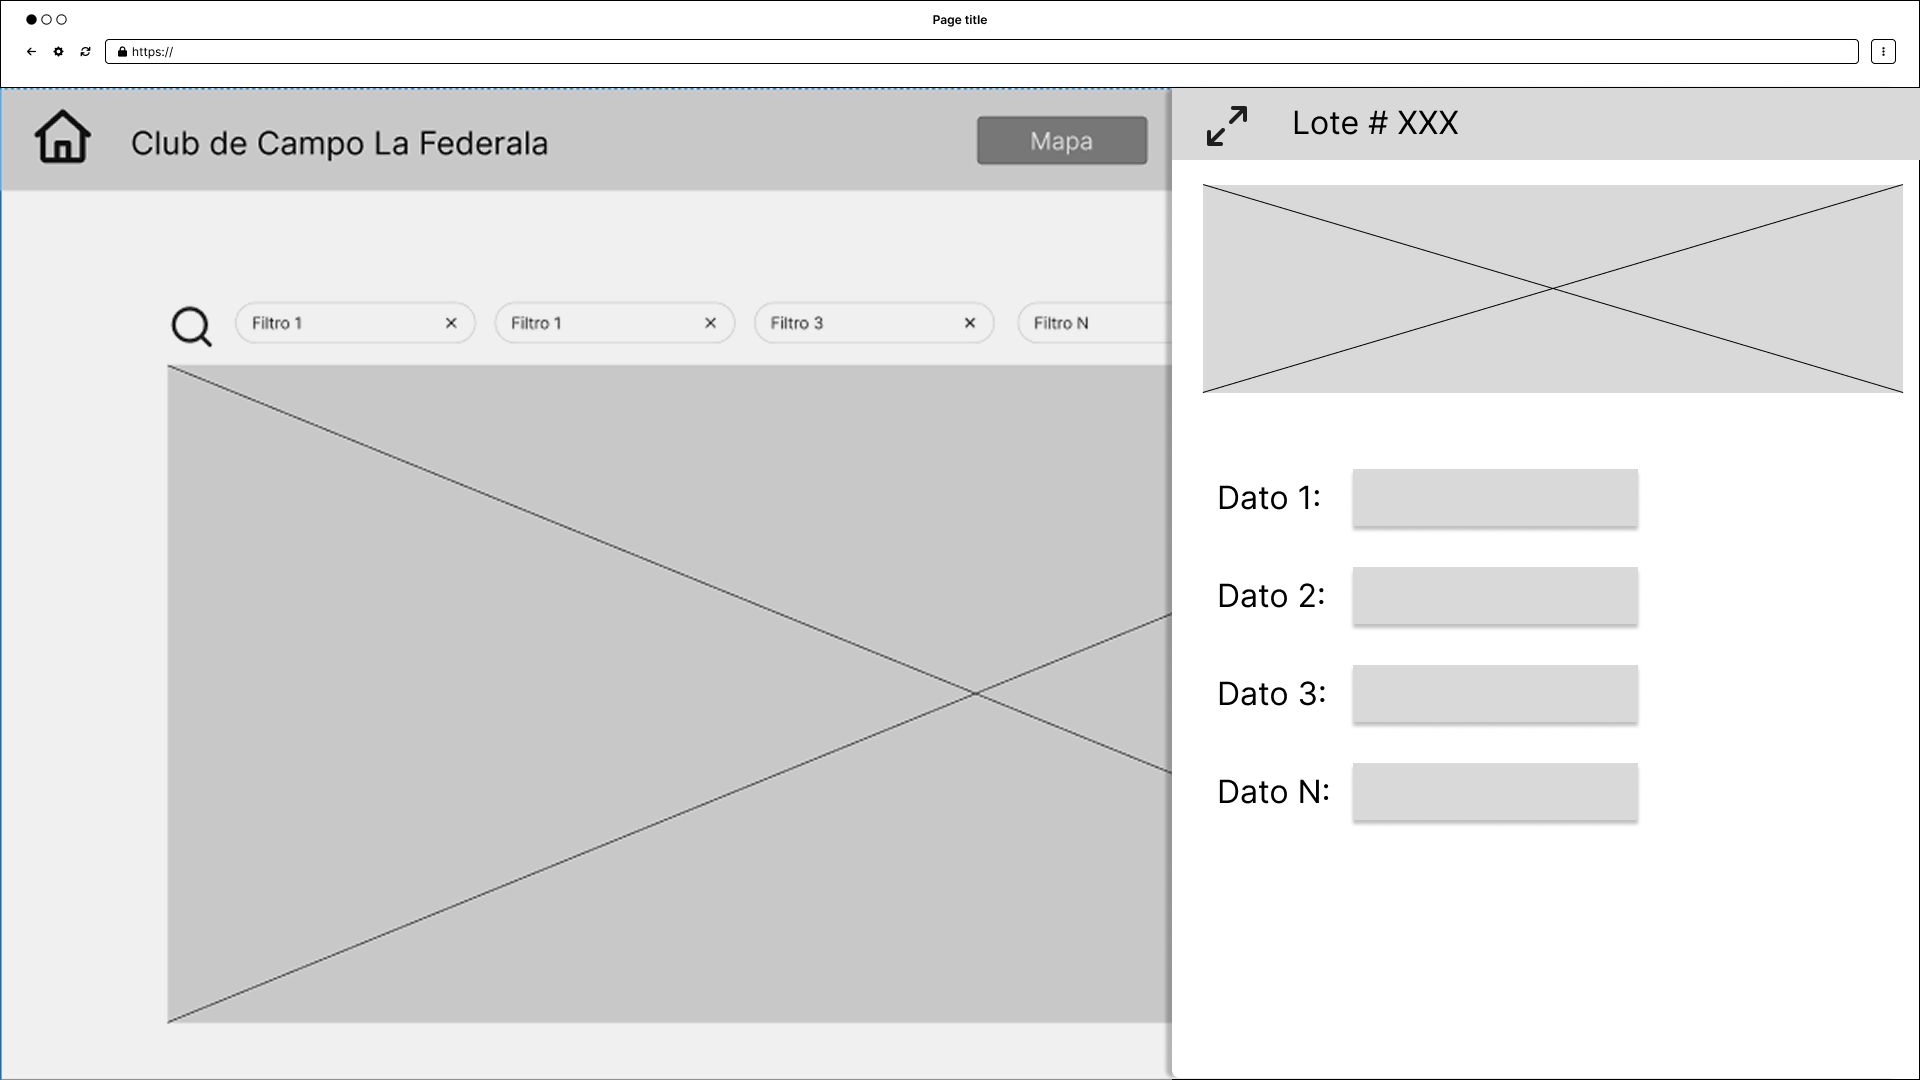 Page title
https://
Club de Campo La Federala
Mapa
Lote # XXX
Filtro 1
Filtro 1
Filtro 3
Filtro N
Dato 1:
Dato 2:
Dato 3:
Dato N: